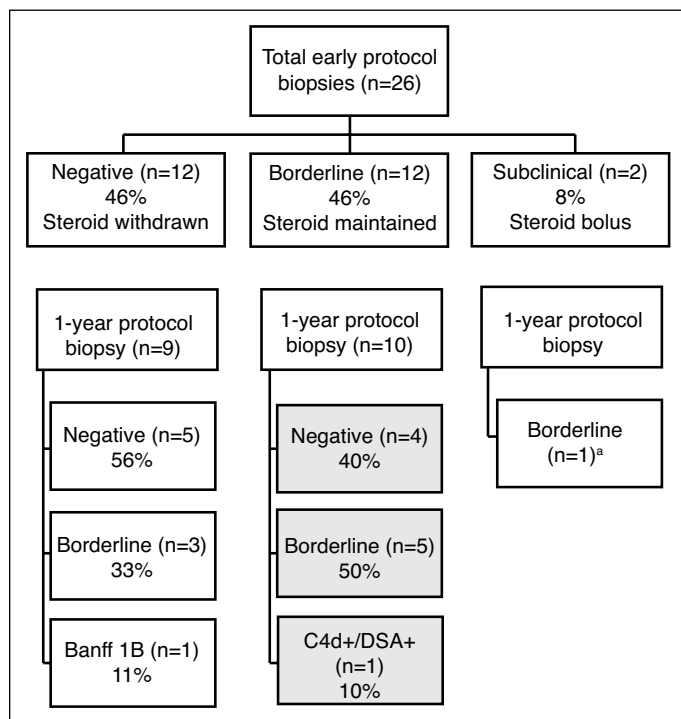 Total early protocol
biopsies (n=26)
Negative (n=12)
46%
Steroid withdrawn
Borderline (n=12)
46%
Steroid maintained
Subclinical (n=2)
8%
Steroid bolus
1-year protocol
biopsy (n=9)
Negative (n=5)
56%
Borderline (n=3)
33%
Banff 1B (n=1)
11%
1-year protocol
biopsy (n=10)
Negative (n=4)
40%
Borderline (n=5)
50%
C4d+/DSA+
(n=1)
10%
1-year protocol
biopsy
Borderline
(n=1)ᵃ